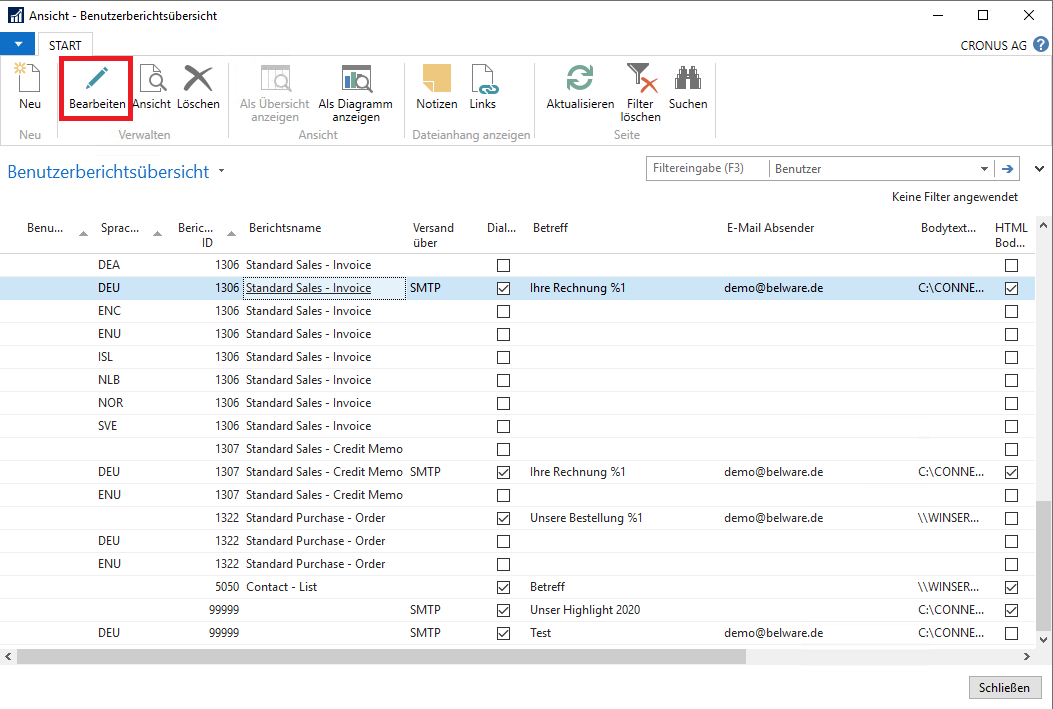 Ansicht - Benutzerberichtsübersicht
START
CRONUS AG ?
Neu
Bearbeiten
Ansicht
Löschen
Als Übersicht anzeigen
Als Diagramm anzeigen
Notizen
Links
Aktualisieren
Filter löschen
Suchen
Neu
Verwalten
Ansicht
Dateianhang anzeigen
Seite
Benutzerberichtsübersicht
Filtereingabe (F3)
Benutzer
Keine Filter angewendet
Benu... Sprac... Beric... ID Berichtsname Versand über Dial... Betreff E-Mail Absender Bodytext... HTML Bod...
DEA 1306 Standard Sales - Invoice
DEU 1306 Standard Sales - Invoice SMTP Ihre Rechnung %1 demo@belware.de C:\CONNE...
ENC 1306 Standard Sales - Invoice
ENU 1306 Standard Sales - Invoice
ISL 1306 Standard Sales - Invoice
NLB 1306 Standard Sales - Invoice
NOR 1306 Standard Sales - Invoice
SVE 1306 Standard Sales - Invoice
1307 Standard Sales - Credit Memo
DEU 1307 Standard Sales - Credit Memo SMTP Ihre Rechnung %1 demo@belware.de C:\CONNE...
ENU 1307 Standard Sales - Credit Memo
1322 Standard Purchase - Order Unsere Bestellung %1 demo@belware.de \\WINSER...
DEU 1322 Standard Purchase - Order
ENU 1322 Standard Purchase - Order
5050 Contact - List Betreff \\WINSER...
99999 SMTP Unser Highlight 2020 C:\CONNE...
DEU 99999 SMTP Test demo@belware.de C:\CONNE...
Schließen